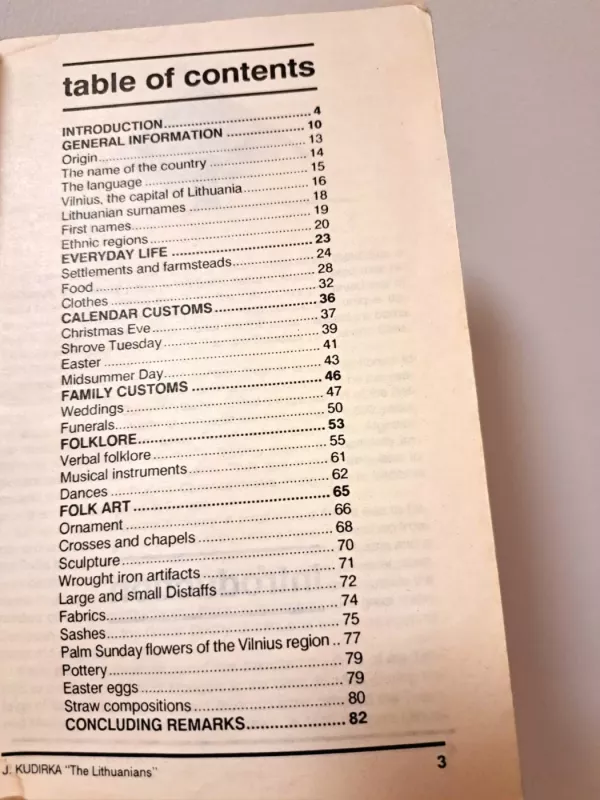 table of contents
INTRODUCTION 4
GENERAL INFORMATION 10
Origin 13
The name of the country 14
The language 15
Vilnius, the capital of Lithuania 16
Lithuanian surnames 18
First names 19
Ethnic regions 20
EVERYDAY LIFE 23
Settlements and farmsteads 24
Food 28
Clothes 32
CALENDAR CUSTOMS 36
Christmas Eve 37
Shrove Tuesday 39
Easter 41
Midsummer Day 43
FAMILY CUSTOMS 46
Weddings 47
Funerals 50
FOLKLORE 53
Verbal folklore 55
Musical instruments 61
Dances 62
FOLK ART 65
Ornament 66
Crosses and chapels 68
Sculpture 70
Wrought iron artifacts 71
Large and small Distaffs 72
Fabrics 74
Sashes 75
Palm Sunday flowers of the Vilnius region 77
Pottery 79
Easter eggs 79
Straw compositions 80
CONCLUDING REMARKS 82
J. KUDIRKA "The Lithuanians" 3